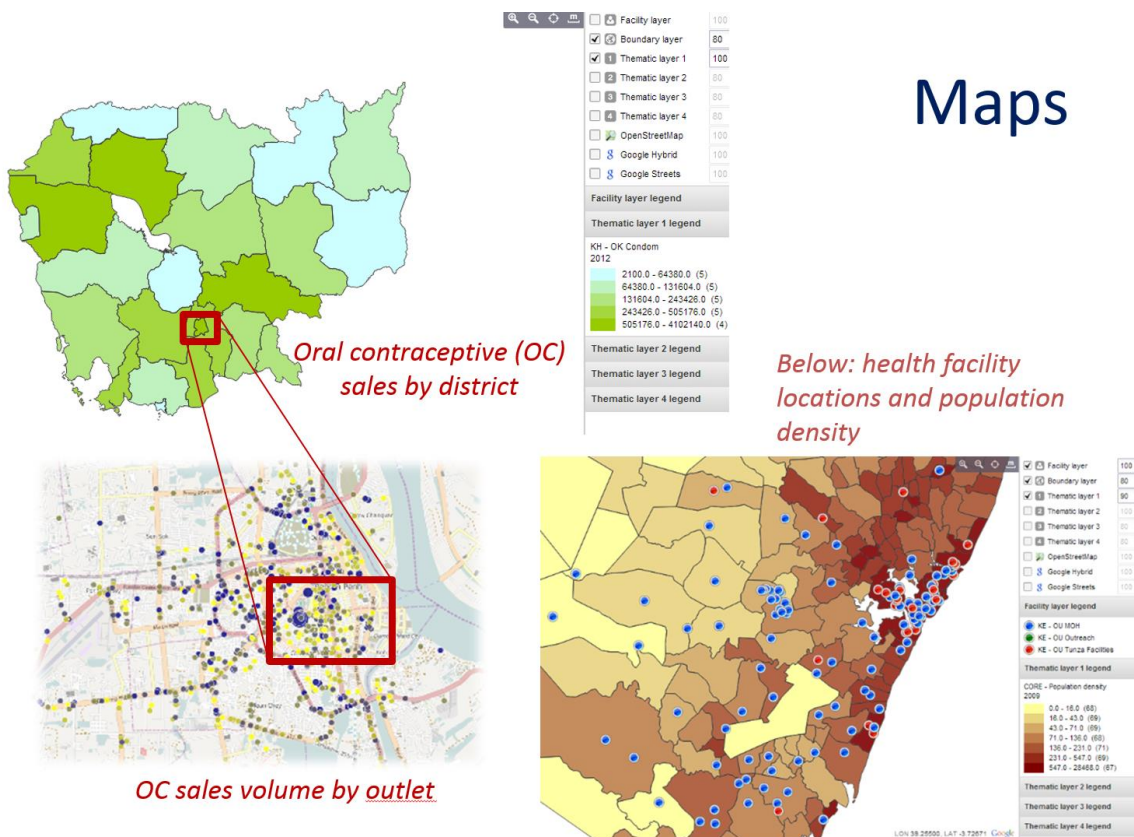 Maps
Facility layer 100
Boundary layer 80
1 Thematic layer 1 100
2 Thematic layer 2 80
3 Thematic layer 3 80
4 Thematic layer 4 80
OpenStreetMap 100
Google Hybrid 100
Google Streets 100
Facility layer legend
Thematic layer 1 legend
KH - OK Condom
2012
2100.0 - 64380.0 (5)
64380.0 - 131604.0 (5)
131604.0 - 243426.0 (5)
243426.0 - 505176.0 (5)
505176.0 - 4102140.0 (4)
Thematic layer 2 legend
Thematic layer 3 legend
Thematic layer 4 legend
Oral contraceptive (OC)
sales by district
Below: health facility
locations and population
density
OC sales volume by outlet
Facility layer 100
Boundary layer 80
1 Thematic layer 1 90
2 Thematic layer 2 100
3 Thematic layer 3 80
4 Thematic layer 4 80
OpenStreetMap 100
Google Hybrid 100
Google Streets 100
Facility layer legend
KE - OU MOH
KE - OU Outreach
KE - OU Tunza Facilities
Thematic layer 1 legend
CORE - Population density
2009
0.0 - 16.0 (68)
16.0 - 43.0 (69)
43.0 - 71.0 (69)
71.0 - 136.0 (68)
136.0 - 231.0 (71)
231.0 - 547.0 (69)
547.0 - 28468.0 (67)
Thematic layer 2 legend
Thematic layer 3 legend
Thematic layer 4 legend
Google